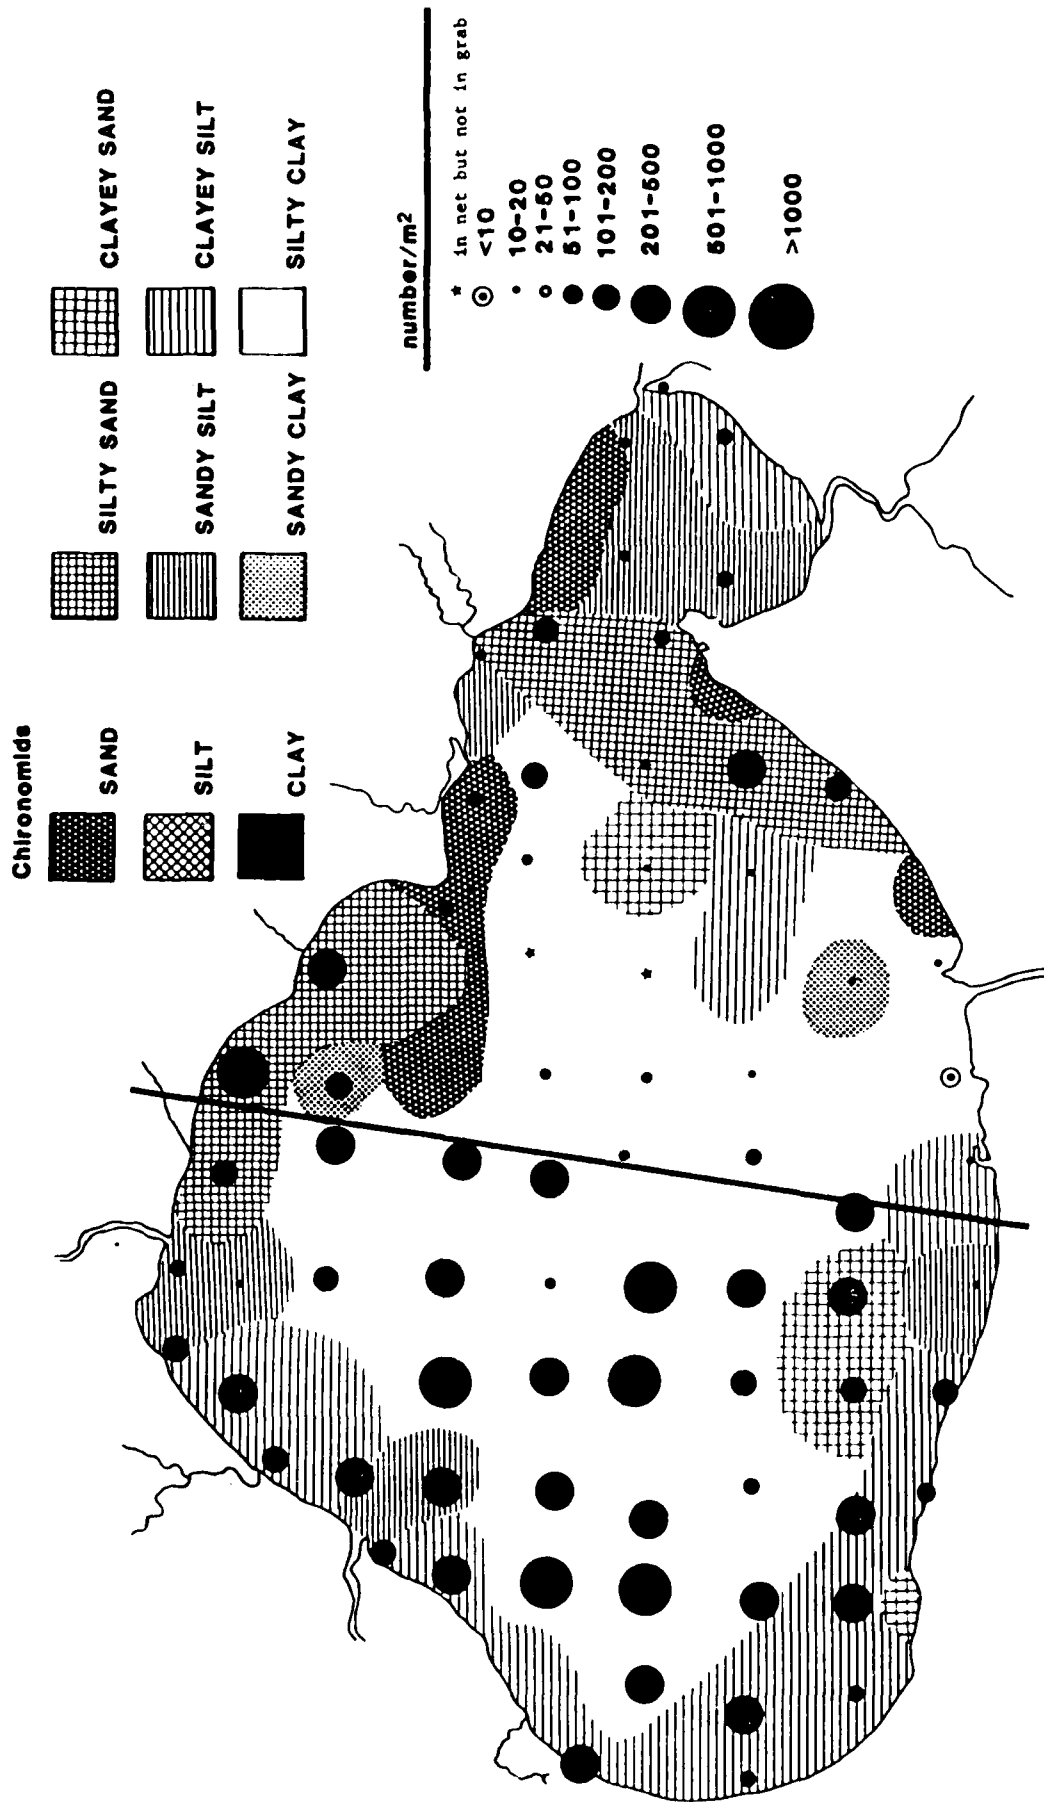 Chironomids
SAND
SILTY SAND
CLAYEY SAND
SILT
SANDY SILT
CLAYEY SILT
CLAY
SANDY CLAY
SILTY CLAY
number/m²
in net but not in grab
<10
10-20
21-50
51-100
101-200
201-500
501-1000
>1000